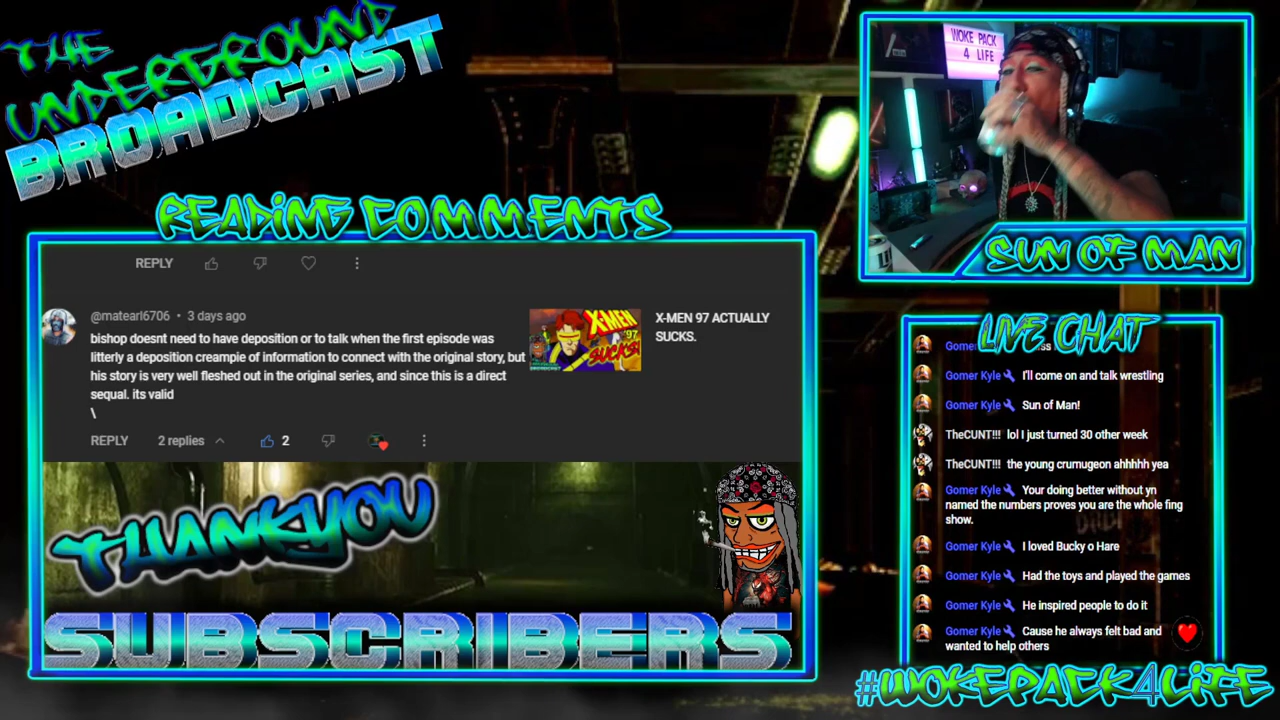 THE
UNDERGROUND
BROADCAST
WOKE PACK
4 LIFE
SUN OF MAN
READING COMMENTS
REPLY
@matearl6706 • 3 days ago
bishop doesnt need to have deposition or to talk when the first episode was
litterly a deposition creampie of information to connect with the original story, but
his story is very well fleshed out in the original series, and since this is a direct
sequal. its valid
\
REPLY 2 replies 2
X-MEN
'97
SUCKS!
X-MEN 97 ACTUALLY
SUCKS.
THANKYOU
SUBSCRIBERS
LIVE CHAT
Gomer Kyle I'll come on and talk wrestling
Gomer Kyle Sun of Man!
TheCUNT!!! lol I just turned 30 other week
TheCUNT!!! the young crumugeon ahhhhh yea
Gomer Kyle Your doing better without yn
named the numbers proves you are the whole fing
show.
Gomer Kyle I loved Bucky o Hare
Gomer Kyle Had the toys and played the games
Gomer Kyle He inspired people to do it
Gomer Kyle Cause he always felt bad and
wanted to help others
#WOKEPACK4LIFE